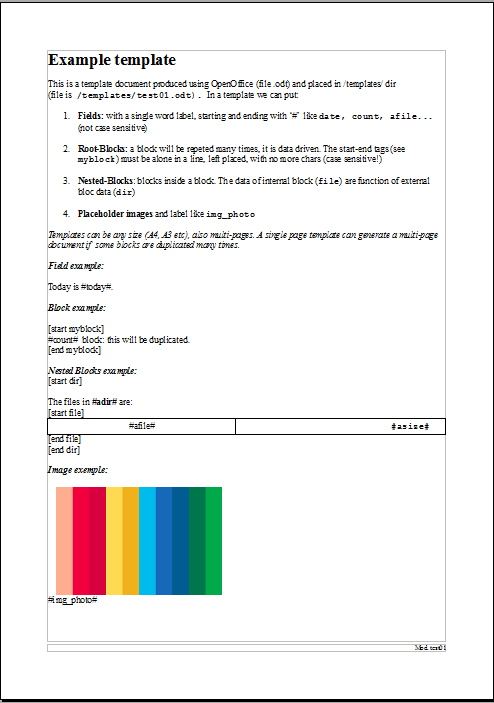 Example template
This is a template document produced using OpenOffice (file .odt) and placed in /templates/ dir
(file is /templates/test01.odt). In a template we can put:
1. Fields: with a single word label, starting and ending with '#' like date, count, afile...
(not case sensitive)
2. Root-Blocks: a block will be repeted many times, it is data driven. The start-end tags (see
myblock) must be alone in a line, left placed, with no more chars (case sensitive!)
3. Nested-Blocks: blocks inside a block. The data of internal block (file) are function of external
bloc data (dir)
4. Placeholder images and label like img_photo
Templates can be any size (A4, A3 etc), also multi-pages. A single page template can generate a multi-page
document if some blocks are duplicated many times.
Field example:
Today is #today#.
Block example:
[start myblock]
#count# block: this will be duplicated.
[end myblock]
Nested Blocks example:
[start dir]
The files in #adir# are:
[start file]
#afile# #asize#
[end file]
[end dir]
Image exemple:
#img_photo#
Mod. test01